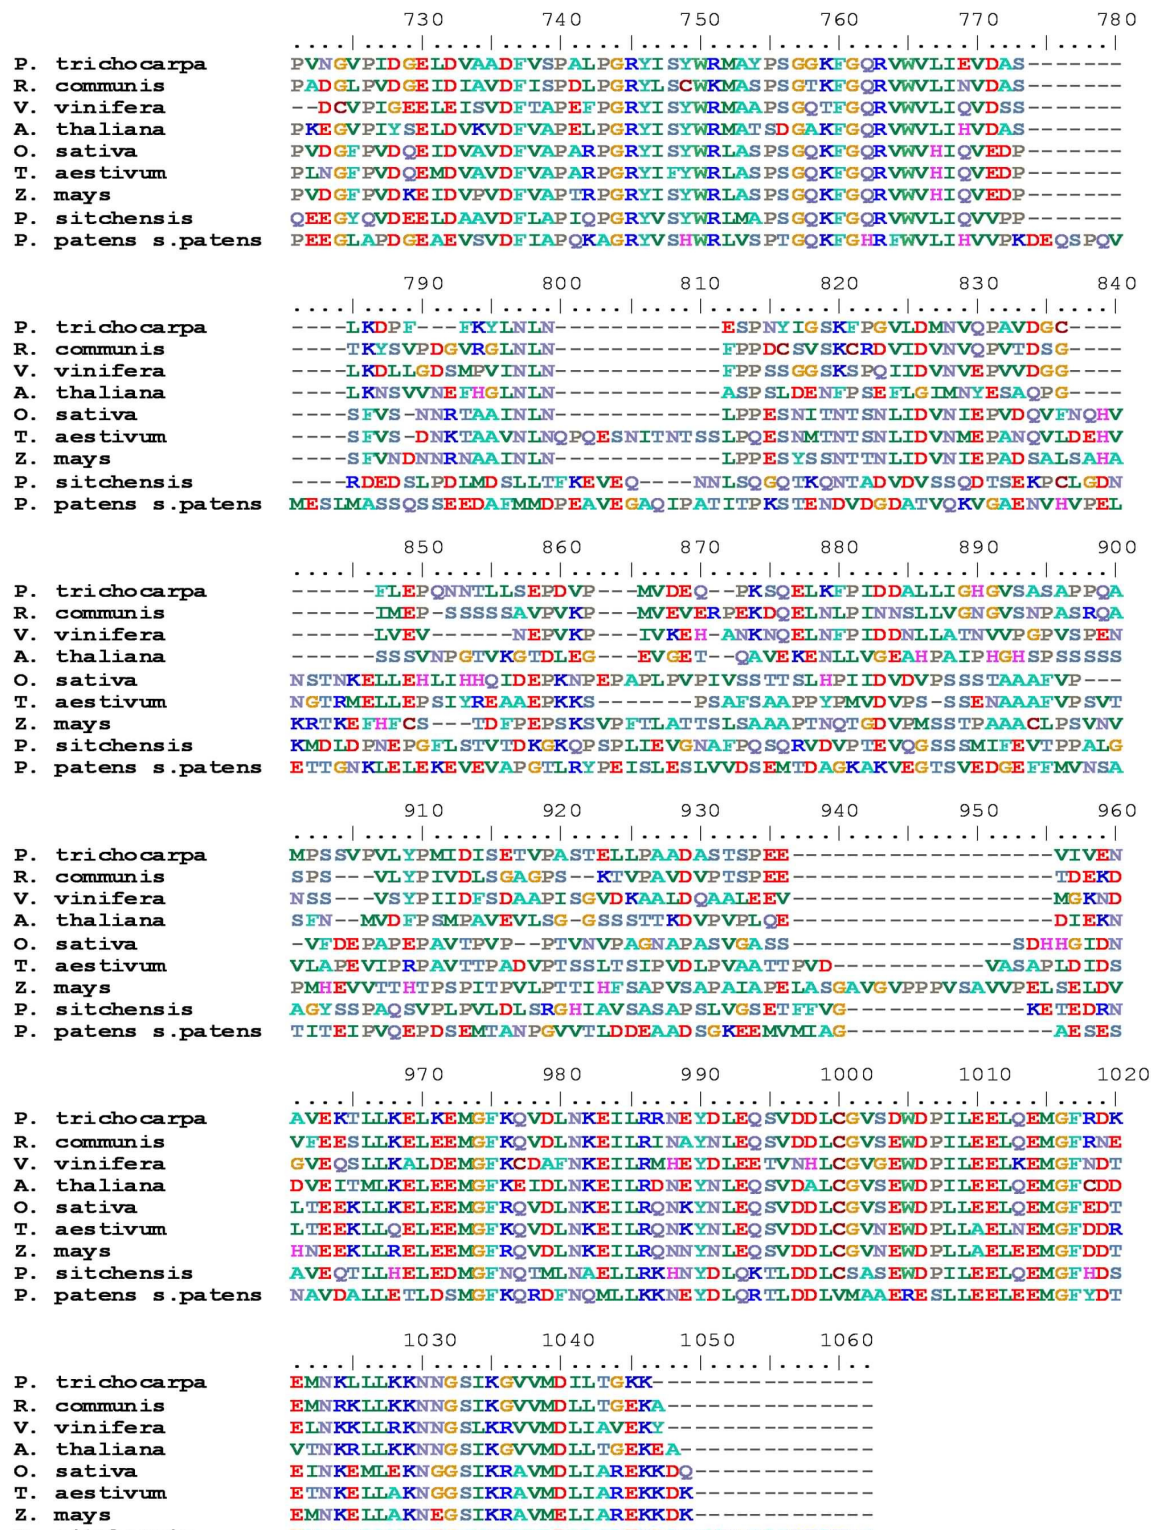 730 740 750 760 770 780
P. trichocarpa PVNGVPIDGELDVAADFVSPALPGRYISYWRMAYPSGGKFGQRVWVLIEVDAS-------
R. communis PADGLPVDGEIDIAVDFISPDLPGRYLSCWKMASPSGTKFGQRVWVLINVDAS-------
V. vinifera --DCVPIGEELEISVDFTAPEFPGRYISYWRMAAPSGQTFGQRVWVLIQVDSS-------
A. thaliana PKEGVPIYSELDVKVDFVAPELPGRYISYWRMATSDGAKFGQRVWVLIHVDAS-------
O. sativa PVDGFPVDQEIDVAVDFVAPARPGRYISYWRLASPSGQKFGQRVWVHIQVEDP-------
T. aestivum PLNGFPVDQEMDVAVDFVAPARPGRYIFYWRLASPSGQKFGQRVWVHIQVEDP-------
Z. mays PVDGFPVDKEIDVPVDFVAPTRPGRYISYWRLASPSGQKFGQRVWVHIQVEDP-------
P. sitchensis QEEGYQVDEELDAAVDFLAPIQPGRYVSYWRLMAPSGQKFGQRVWVLIQVVPP-------
P. patens s.patens PEEGLAPDGEAEVSVDFIAPQKAGRYVSHWRLVSPTGQKFGHRFWVLIHVVPKDEQSPQV
790 800 810 820 830 840
P. trichocarpa ----LKDPF---FKYLNLN------------ESPNYIGSKFPGVLDMNVQPAVDGC----
R. communis ----TKYSVPDGVRGLNLN------------FPPDCSVSKCRDVIDVNVQPVTDSG----
V. vinifera ----LKDLLGDSMPVINLN------------FPPSSGGSKSPQIIDVNVEPVVDGG----
A. thaliana ----LKNSVVNEFHGLNLN------------ASPSLDENFPSEFLGIMNYESAQPG----
O. sativa ----SFVS-NNRTAAINLN------------LPPESNITNTSNLIDVNIEPVDQVFNQHV
T. aestivum ----SFVS-DNKTAAVNLNQPQESNITNTSSLPQESNMTNTSNLIDVNMEPANQVLDEHV
Z. mays ----SFVNDNNRNAAINLN------------LPPESYSSNTTNLIDVNIEPADSALSAHA
P. sitchensis ----RDEDSLPDLMDSLLTFKEVEQ----NNLSQGQTKQNTADVDVSSQDTSEKPCLGDN
P. patens s.patens MESLMASSQSSEEDAFMMDPEAVEGAQIPATITPKSTENDVDGDATVQKVGAENVHVPEL
850 860 870 880 890 900
P. trichocarpa ------FLEPQNNTLLSEPDVP---MVDEQ--PKSQELKFPIDDALLIGHGVSASAPPQA
R. communis ------IMEP-SSSSSAVPVKP---MVEVERPEKDQELNLPINNSLLVGNGVSNPASRQA
V. vinifera ------LVEV------NEPVKP---IVKEH-ANKNQELNFPIDDNLLATNVVPGPVSPEN
A. thaliana ------SSSVNPGTVKGTDLEG---EVGET--QAVEKENLLVGEAHPAIPHGHSPSSSSS
O. sativa NSTNKELLEHLIHHQIDEPKNPEPAPLPVPIVSSTTSLHPIIDVDVPSSSTAAAFVP---
T. aestivum NGTRMELLEPSIYREAAEPKKS-------PSAFSAAPPYPMVDVPS-SSENAAAFVPSVT
Z. mays KRTKEFHFCS---TDFPEPSKSVPFTLATTSLSAAAPTNQTGDVPMSSTPAAACLPSVNV
P. sitchensis KMDLDPNEPGFLSTVTDKGKQPSPLIEVGNAFPQSQRVDVPTEVQGSSSMIFEVTPPALG
P. patens s.patens ETTGNKLELEKEVEVAPGTLRYPEISLESLVVDSEMTDAGKAKVEGTSVEDGEFFMVNSA
910 920 930 940 950 960
P. trichocarpa MPSSVPVLYPMIDISETVPASTELLPAADASTSPEE-------------------VIVEN
R. communis SPS---VLYPIVDLSGAGPS--KTVPAVDVPTSPEE-------------------TDEKD
V. vinifera NSS---VSYPIIDFSDAAPISGVDKAALDQAALEEV-------------------MGKND
A. thaliana SFN--MVDFPSMPAVEVLSG-GSSSTTKDVPVPLQE-------------------DIEKN
O. sativa -VFDEPAPEPAVTPVP--PTVNVPAGNAPASVGASS----------------SDHHGIDN
T. aestivum VLAPEVIPRPAVTTPADVPTSSLTSIPVDLPVAATTPVD-----------VASAPLDIDS
Z. mays PMHEVVTTHTPSPITPVLPTTIHFSAPVSAPAIAPELASGAVGVPPPVSAVVPELSELDV
P. sitchensis AGYSSPAQSVPLPVLDLSRGHIAVSASAPSLVGSETFFVG-------------KETEDRN
P. patens s.patens TITEIPVQEPDSEMTANPGVVTLDDEAADSGKEEMVMIAG---------------AESES
970 980 990 1000 1010 1020
P. trichocarpa AVEKTLLKELKEMGFKQVDLNKEILRRNEYDLEQSVDDLCGVSDWDPILEELQEMGFRDK
R. communis VFEESLLKELEEMGFKQVDLNKEILRINAYNLEQSVDDLCGVSEWDPILEELQEMGFRNE
V. vinifera GVEQSLLKALDEMGFKCDAFNKEILRMHEYDLEETVNHLCGVGEWDPILEELKEMGFNDT
A. thaliana DVEITMLKELEEMGFKEIDLNKEILRDNEYNLEQSVDALCGVSEWDPILEELQEMGFCDD
O. sativa LTEEKLLKELEEMGFRQVDLNKEILRQNKYNLEQSVDDLCGVSEWDPILEELQEMGFEDT
T. aestivum LTEEKLLQELEEMGFKQVDLNKEILRQNKYNLEQSVDDLCGVNEWDPLLAELNEMGFDDR
Z. mays HNEEKLLRELEEMGFRQVDLNKEILRQNNYNLEQSVDDLCGVNEWDPLLAELEEMGFDDT
P. sitchensis AVEQTLLHELEDMGFNQTMLNAELLRKHNYDLQKTLDDLCSASEWDPILEELQEMGFHDS
P. patens s.patens NAVDALLETLDSMGFKQRDFNQMLLKKNEYDLQRTLDDLVMAAERESLLEELEEMGFYDT
1030 1040 1050 1060
P. trichocarpa EMNKLLLKKNNGSIKGVVMDILTGKK----------------
R. communis EMNRKLLKKNNGSIKGVVMDLLTGEKA---------------
V. vinifera ELNKKLLRKNNGSLKRVVMDLIAVEKY---------------
A. thaliana VTNKRLLKKNNGSIKGVVMDLLTGEKEA--------------
O. sativa EINKEMLEKNGGSIKRAVMDLIAREKKDQ-------------
T. aestivum ETNKELLAKNGGSIKRAVMDLIAREKKDK-------------
Z. mays EMNKELLAKNEGSIKRAVMELIAREKKDK-------------